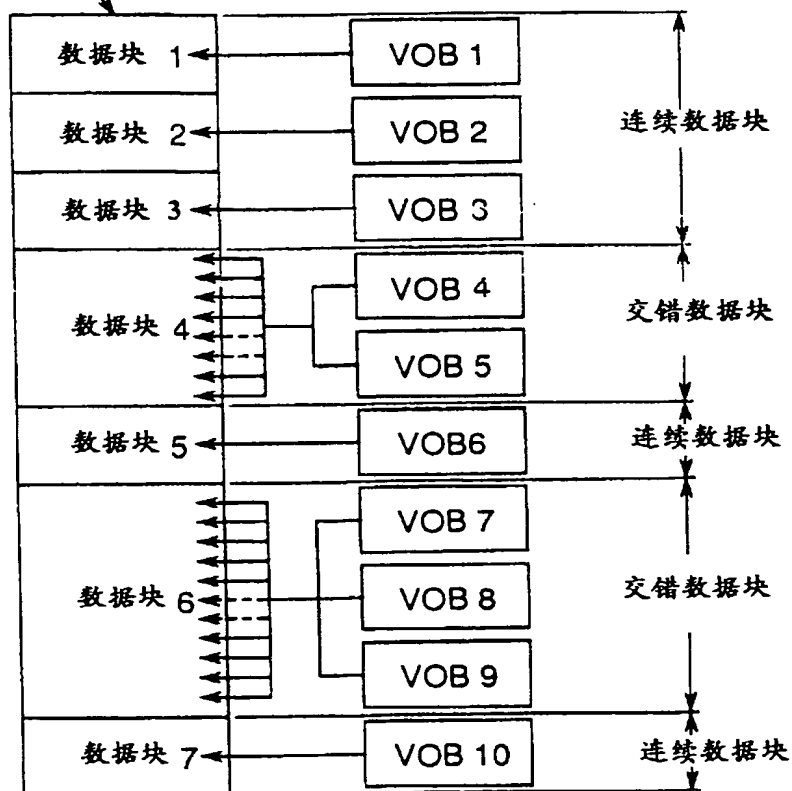 数据块 1
VOB 1
数据块 2
VOB 2
连续数据块
数据块 3
VOB 3
数据块 4
VOB 4
交错数据块
VOB 5
数据块 5
VOB6
连续数据块
数据块 6
VOB 7
VOB 8
交错数据块
VOB 9
数据块 7
VOB 10
连续数据块